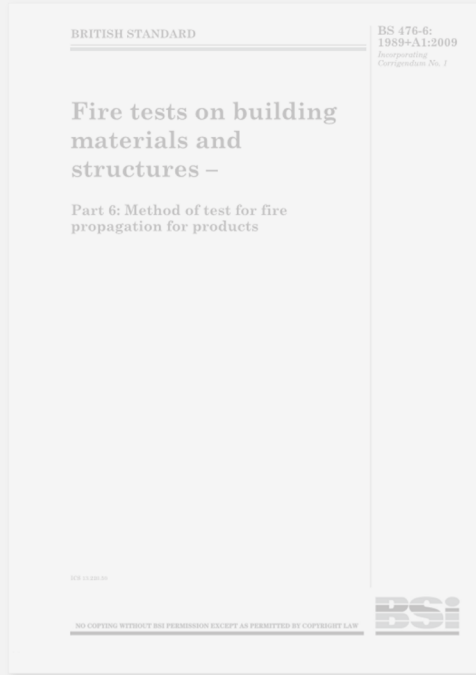 BRITISH STANDARD
BS 476-6:
1989+A1:2009
Incorporating
Corrigendum No. 1
Fire tests on building
materials and
structures –
Part 6: Method of test for fire
propagation for products
NO COPYING WITHOUT BSI PERMISSION EXCEPT AS PERMITTED BY COPYRIGHT LAW
BSi